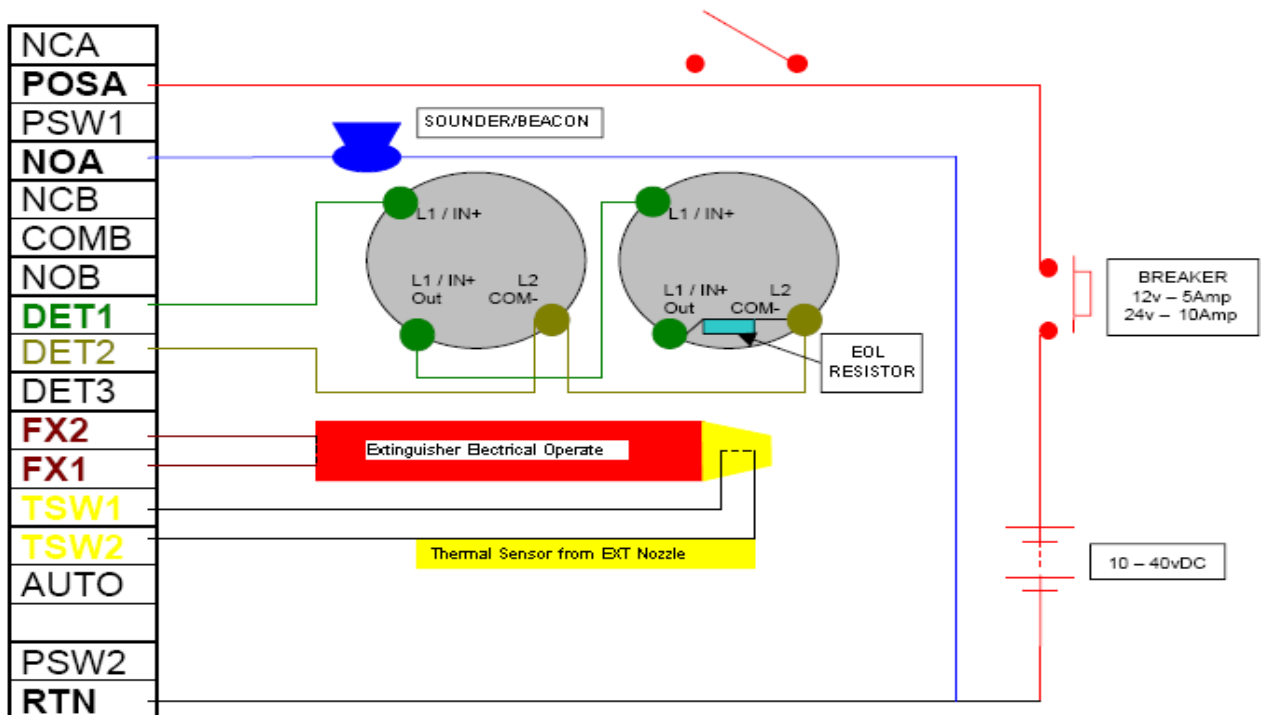 NCA
POSA
PSW1
NOA
NCB
COMB
NOB
DET1
DET2
DET3
FX2
FX1
TSW1
TSW2
AUTO
PSW2
RTN
SOUNDER/BEACON
L1 / IN+
L1 / IN+
Out
L2
COM-
L1 / IN+
L1 / IN+
Out
L2
COM-
EOL
RESISTOR
Extinguisher Electrical Operate
Thermal Sensor from EXT Nozzle
BREAKER
12v – 5Amp
24v – 10Amp
10 – 40vDC